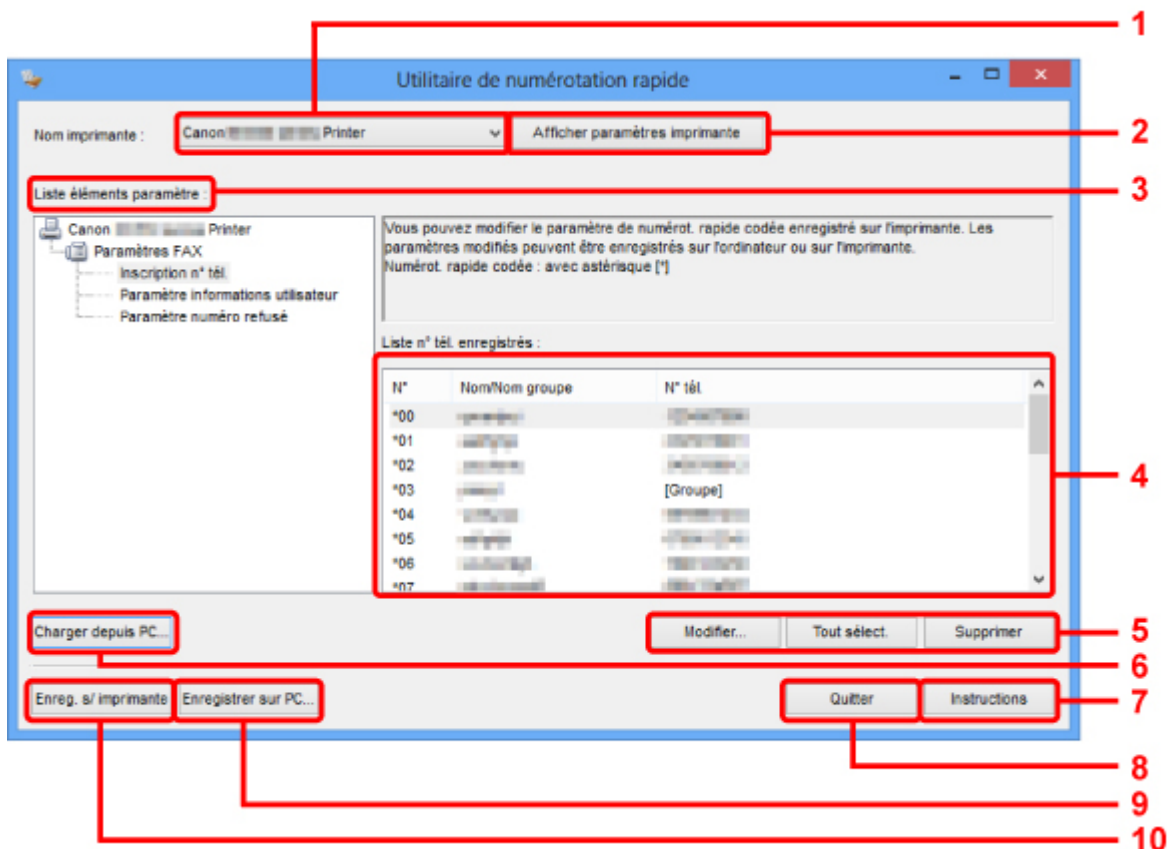 1
Utilitaire de numérotation rapide
Nom imprimante :
Canon Printer
Afficher paramètres imprimante
2
Liste éléments paramètre :
3
Canon Printer
Paramètres FAX
Inscription n° tél.
Paramètre informations utilisateur
Paramètre numéro refusé
Vous pouvez modifier le paramètre de numérot. rapide codée enregistré sur l'imprimante. Les
paramètres modifiés peuvent être enregistrés sur l'ordinateur ou sur l'imprimante.
Numérot. rapide codée : avec astérisque [*]
Liste n° tél. enregistrés :
N° Nom/Nom groupe N° tél.
*00
*01
*02
*03 [Groupe]
*04
*05
*06
*07
4
Charger depuis PC...
Modifier...
Tout sélect.
Supprimer
5
6
Enreg. s/ imprimante
Enregistrer sur PC...
Quitter
Instructions
7
8
9
10